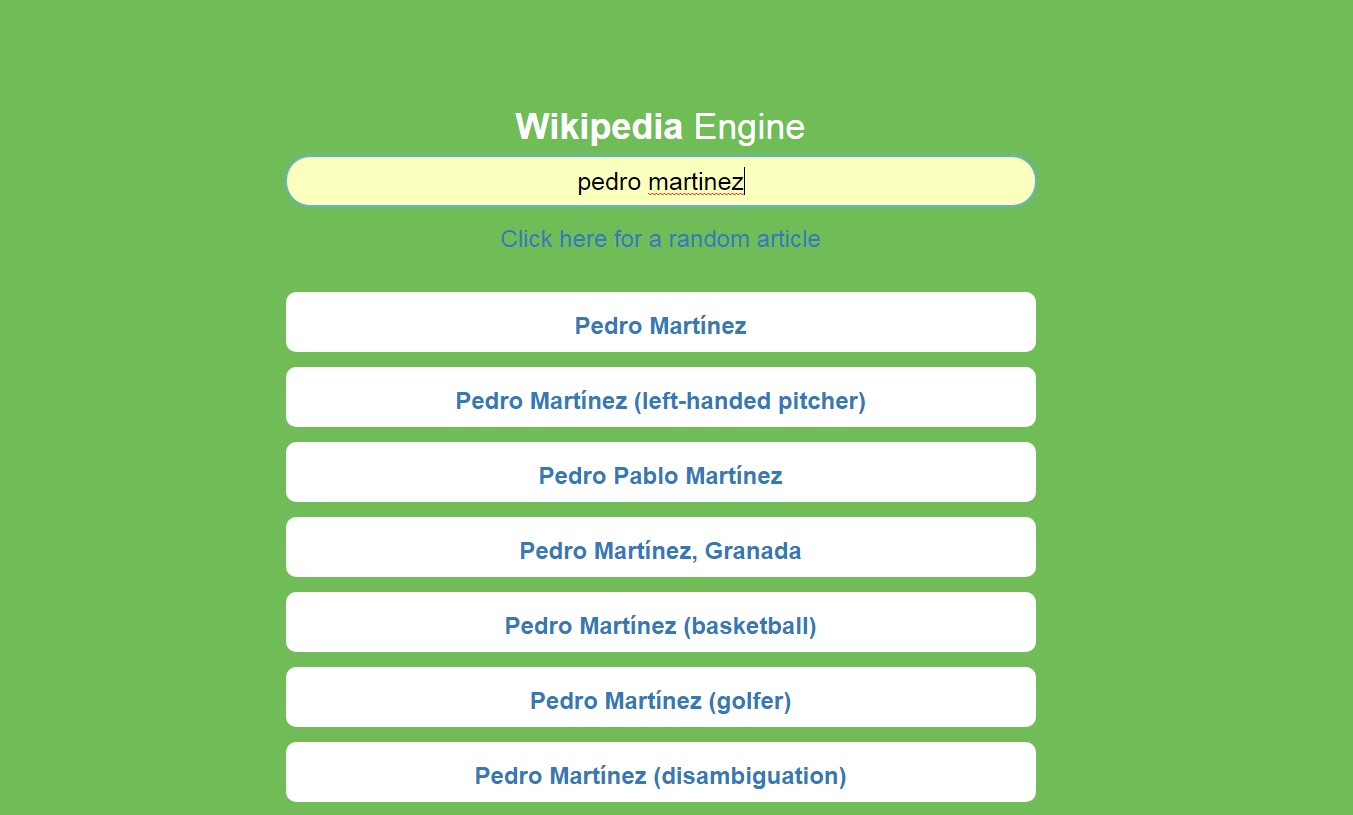 Wikipedia Engine
pedro martinez
Click here for a random article
Pedro Martínez
Pedro Martínez (left-handed pitcher)
Pedro Pablo Martínez
Pedro Martínez, Granada
Pedro Martínez (basketball)
Pedro Martínez (golfer)
Pedro Martínez (disambiguation)